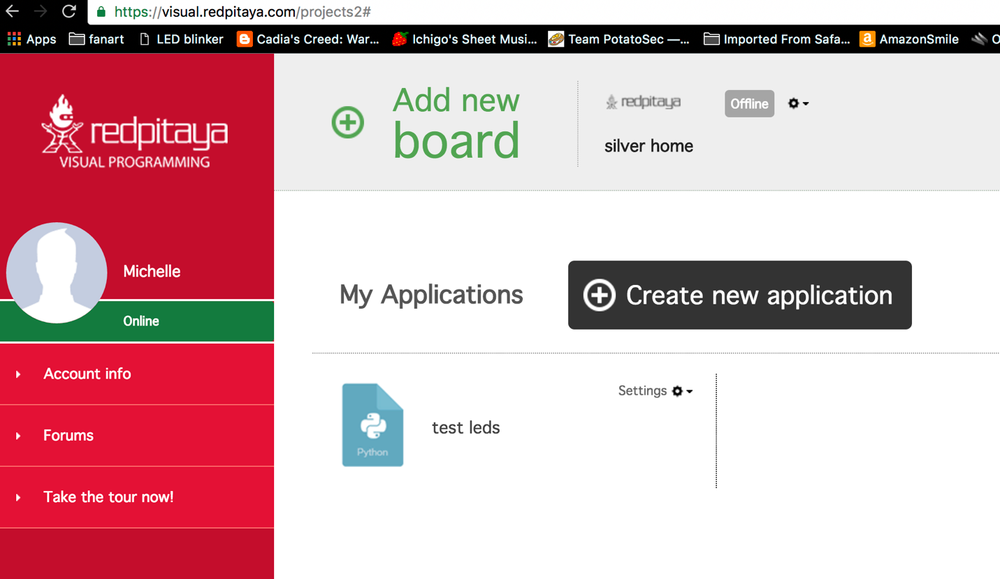 https://visual.redpitaya.com/projects2#
Apps fanart LED blinker Cadia's Creed: War... Ichigo's Sheet Musi... Team PotatoSec —... Imported From Safa... AmazonSmile O
redpitaya
VISUAL PROGRAMMING
Michelle
Online
Account info
Forums
Take the tour now!
Add new
board
redpitaya
Offline
silver home
My Applications
Create new application
Python
test leds
Settings